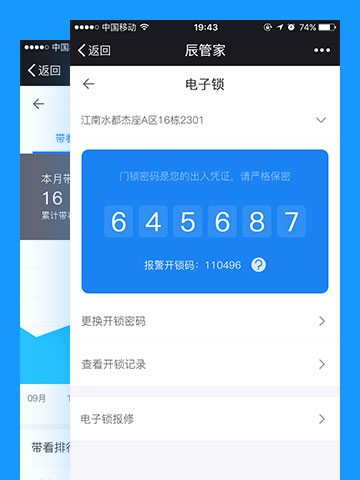 中国移动 19:43 74%
返回 辰管家
电子锁
江南水都杰座A区16栋2301
门锁密码是您的出入凭证，请严格保密
6 4 5 6 8 7
报警开锁码：110496 ?
更换开锁密码
查看开锁记录
电子锁报修
中国
返回
带看
本月带
16
累计带看
09月
带看排行